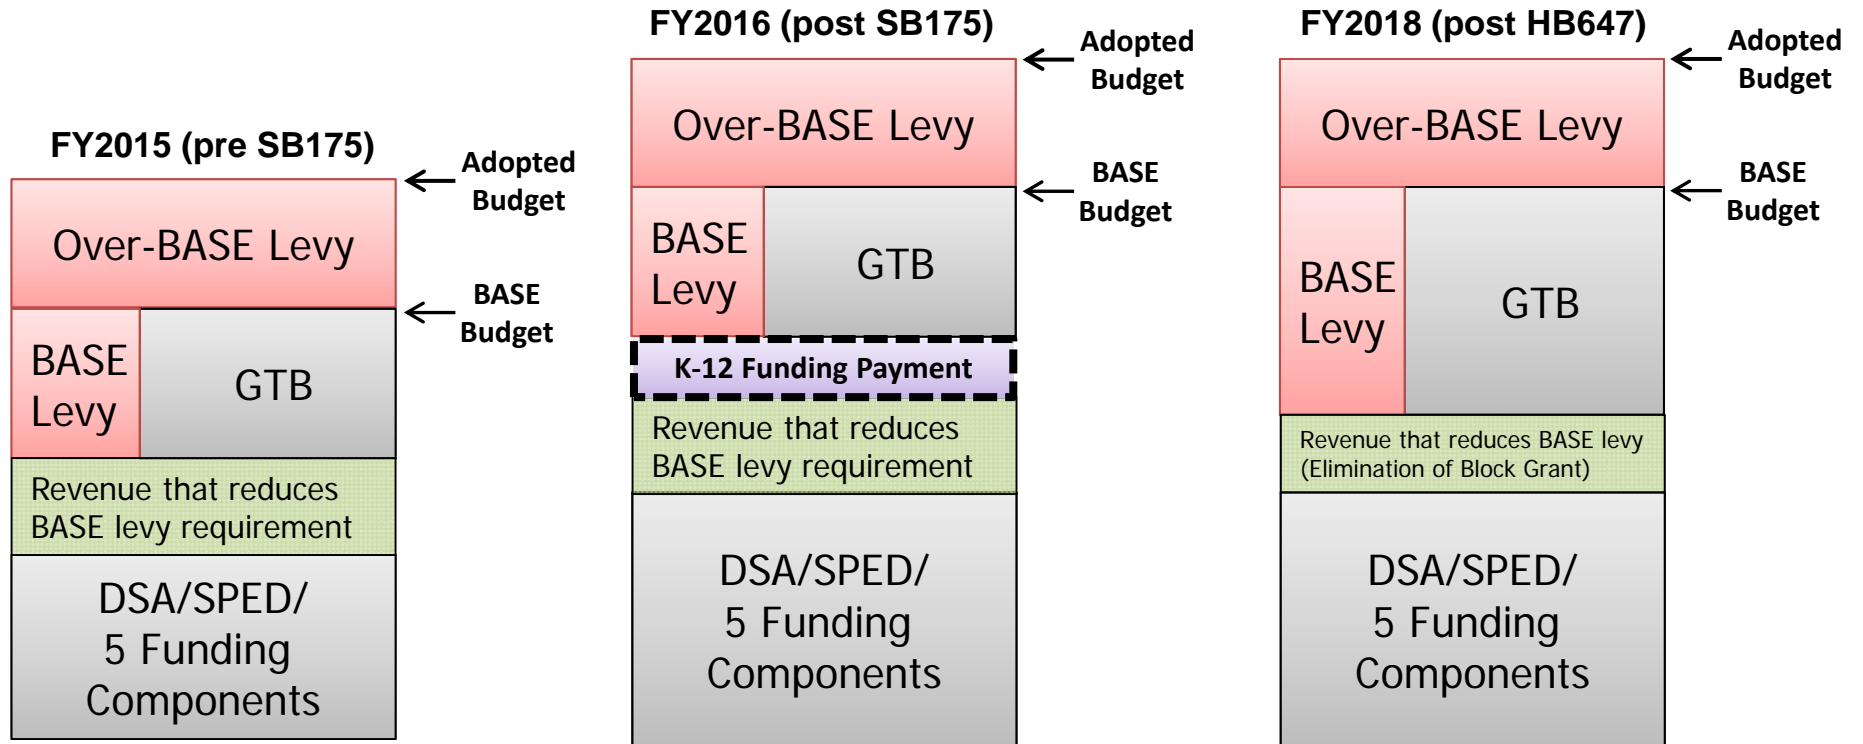 FY2015 (pre SB175)
Adopted
Budget
Over-BASE Levy
BASE
Budget
BASE
Levy
GTB
Revenue that reduces
BASE levy requirement
DSA/SPED/
5 Funding
Components
FY2016 (post SB175)
Adopted
Budget
Over-BASE Levy
BASE
Budget
BASE
Levy
GTB
K-12 Funding Payment
Revenue that reduces
BASE levy requirement
DSA/SPED/
5 Funding
Components
FY2018 (post HB647)
Adopted
Budget
Over-BASE Levy
BASE
Budget
BASE
Levy
GTB
Revenue that reduces BASE levy
(Elimination of Block Grant)
DSA/SPED/
5 Funding
Components